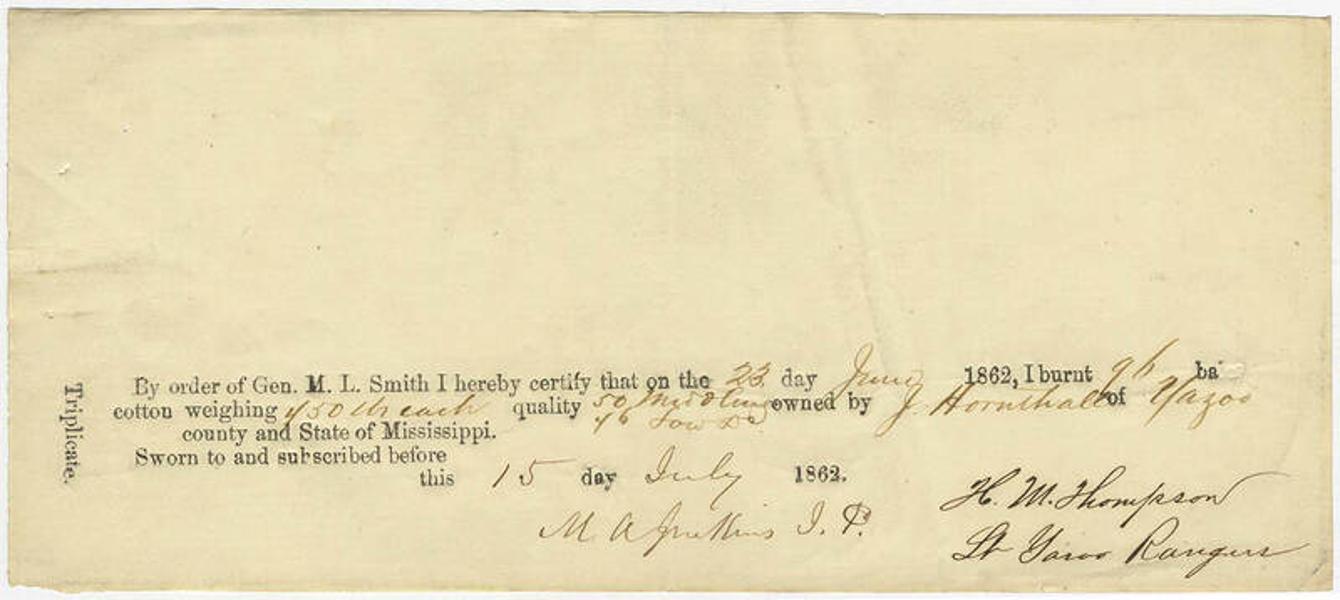 Triplicate.
By order of Gen. M. L. Smith I hereby certify that on the 23. day June 1862, I burnt 96 ba
cotton weighing 450 lbs each quality 50 Middling owned by J. Hornthall of Yazoo
46 Low Do
county and State of Mississippi.
Sworn to and subscribed before
this 15 day July 1862.
H. M. Thompson
M. A. Jenkins J. P.
Lt Yazoo Rangers